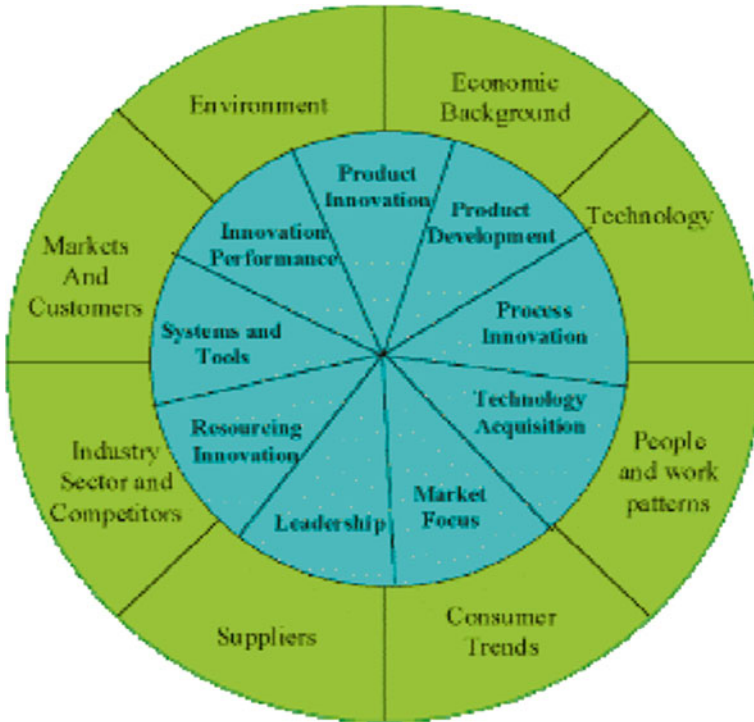 Environment
Economic
Background
Technology
People
and work
patterns
Consumer
Trends
Suppliers
Industry
Sector and
Competitors
Markets
And
Customers
Product
Innovation
Product
Development
Process
Innovation
Technology
Acquisition
Market
Focus
Leadership
Resourcing
Innovation
Systems and
Tools
Innovation
Performance